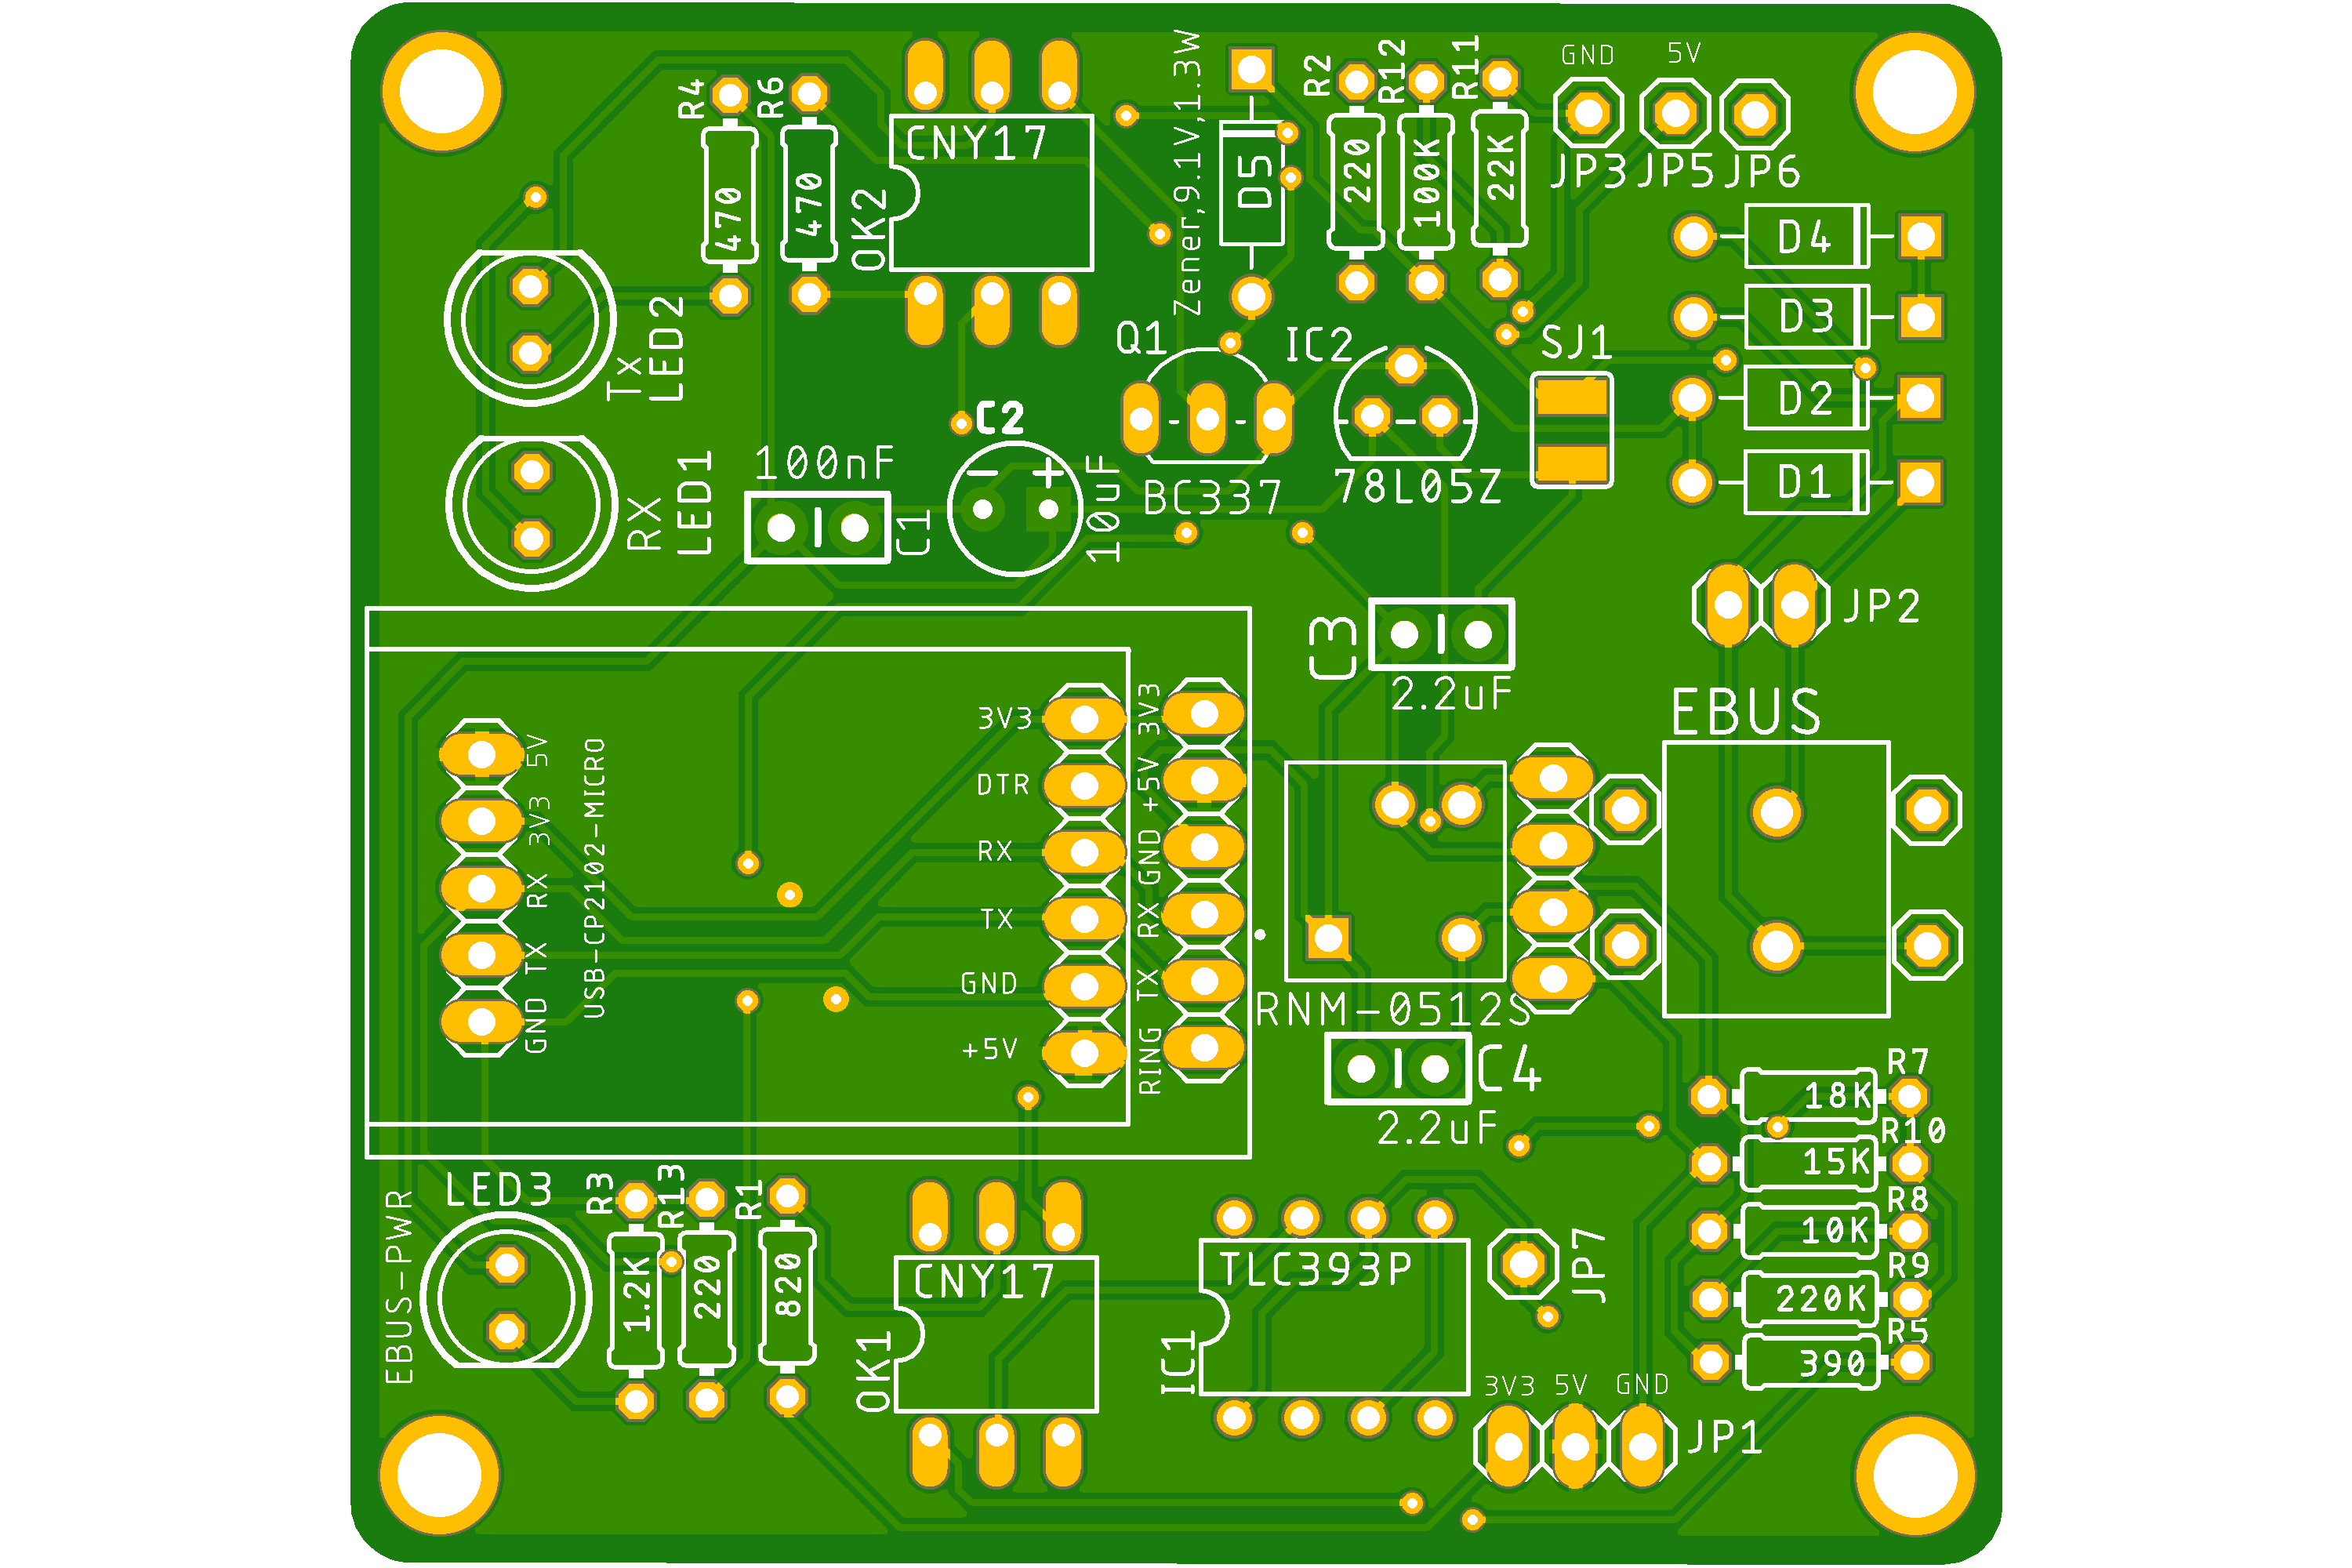 R4
R6
CNY17
OK2
470
470
Zener,9.1V,1.3W
D5
R2
R12
R11
220
100K
22K
GND
5V
JP3
JP5
JP6
D4
D3
D2
D1
Tx
LED2
RX
LED1
Q1
BC337
IC2
78L05Z
SJ1
C2
- +
10uF
100nF
C1
JP2
C3
2.2uF
EBUS
5V
3V3
RX
TX
GND
USB-CP2102-MICRO
3V3
DTR
RX
TX
GND
+5V
3V3
+5V
GND
RX
TX
RING
RNM-0512S
C4
2.2uF
R7
18K
R10
15K
R8
10K
R9
220K
R5
390
LED3
EBUS-PWR
R3
R13
R1
1.2K
220
820
CNY17
OK1
TLC393P
IC1
JP7
3V3 5V GND
JP1